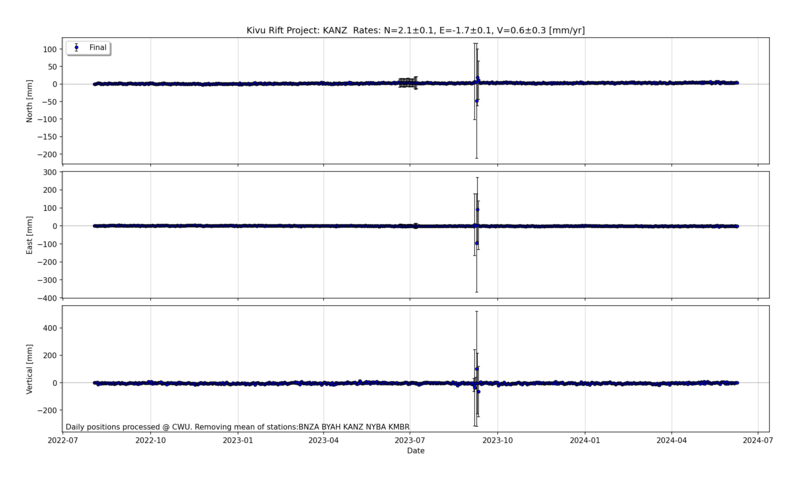 Kivu Rift Project: KANZ  Rates: N=2.1±0.1, E=-1.7±0.1, V=0.6±0.3 [mm/yr]
Final
North [mm]
100
50
0
−50
−100
−150
−200
East [mm]
300
200
100
0
−100
−200
−300
−400
Vertical [mm]
400
200
0
−200
Daily positions processed @ CWU. Removing mean of stations:BNZA BYAH KANZ NYBA KMBR
2022-07 2022-10 2023-01 2023-04 2023-07 2023-10 2024-01 2024-04 2024-07
Date